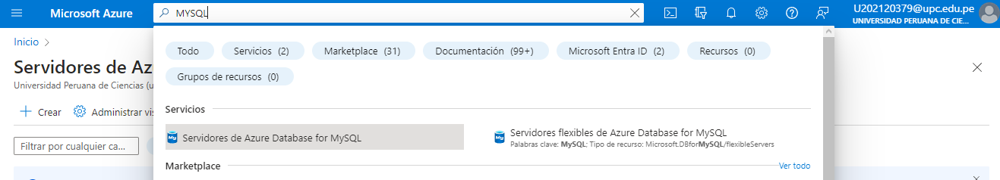 Microsoft Azure
MYSQL
U202120379@upc.edu.pe
UNIVERSIDAD PERUANA DE CIE...
Inicio
Servidores de Az
Universidad Peruana de Ciencias (u
Crear
Administrar vis
Filtrar por cualquier ca...
Todo
Servicios (2)
Marketplace (31)
Documentación (99+)
Microsoft Entra ID (2)
Recursos (0)
Grupos de recursos (0)
Servicios
Servidores de Azure Database for MySQL
Servidores flexibles de Azure Database for MySQL
Palabras clave: MySQL; Tipo de recurso: Microsoft.DBforMySQL/flexibleServers
Marketplace
Ver todo